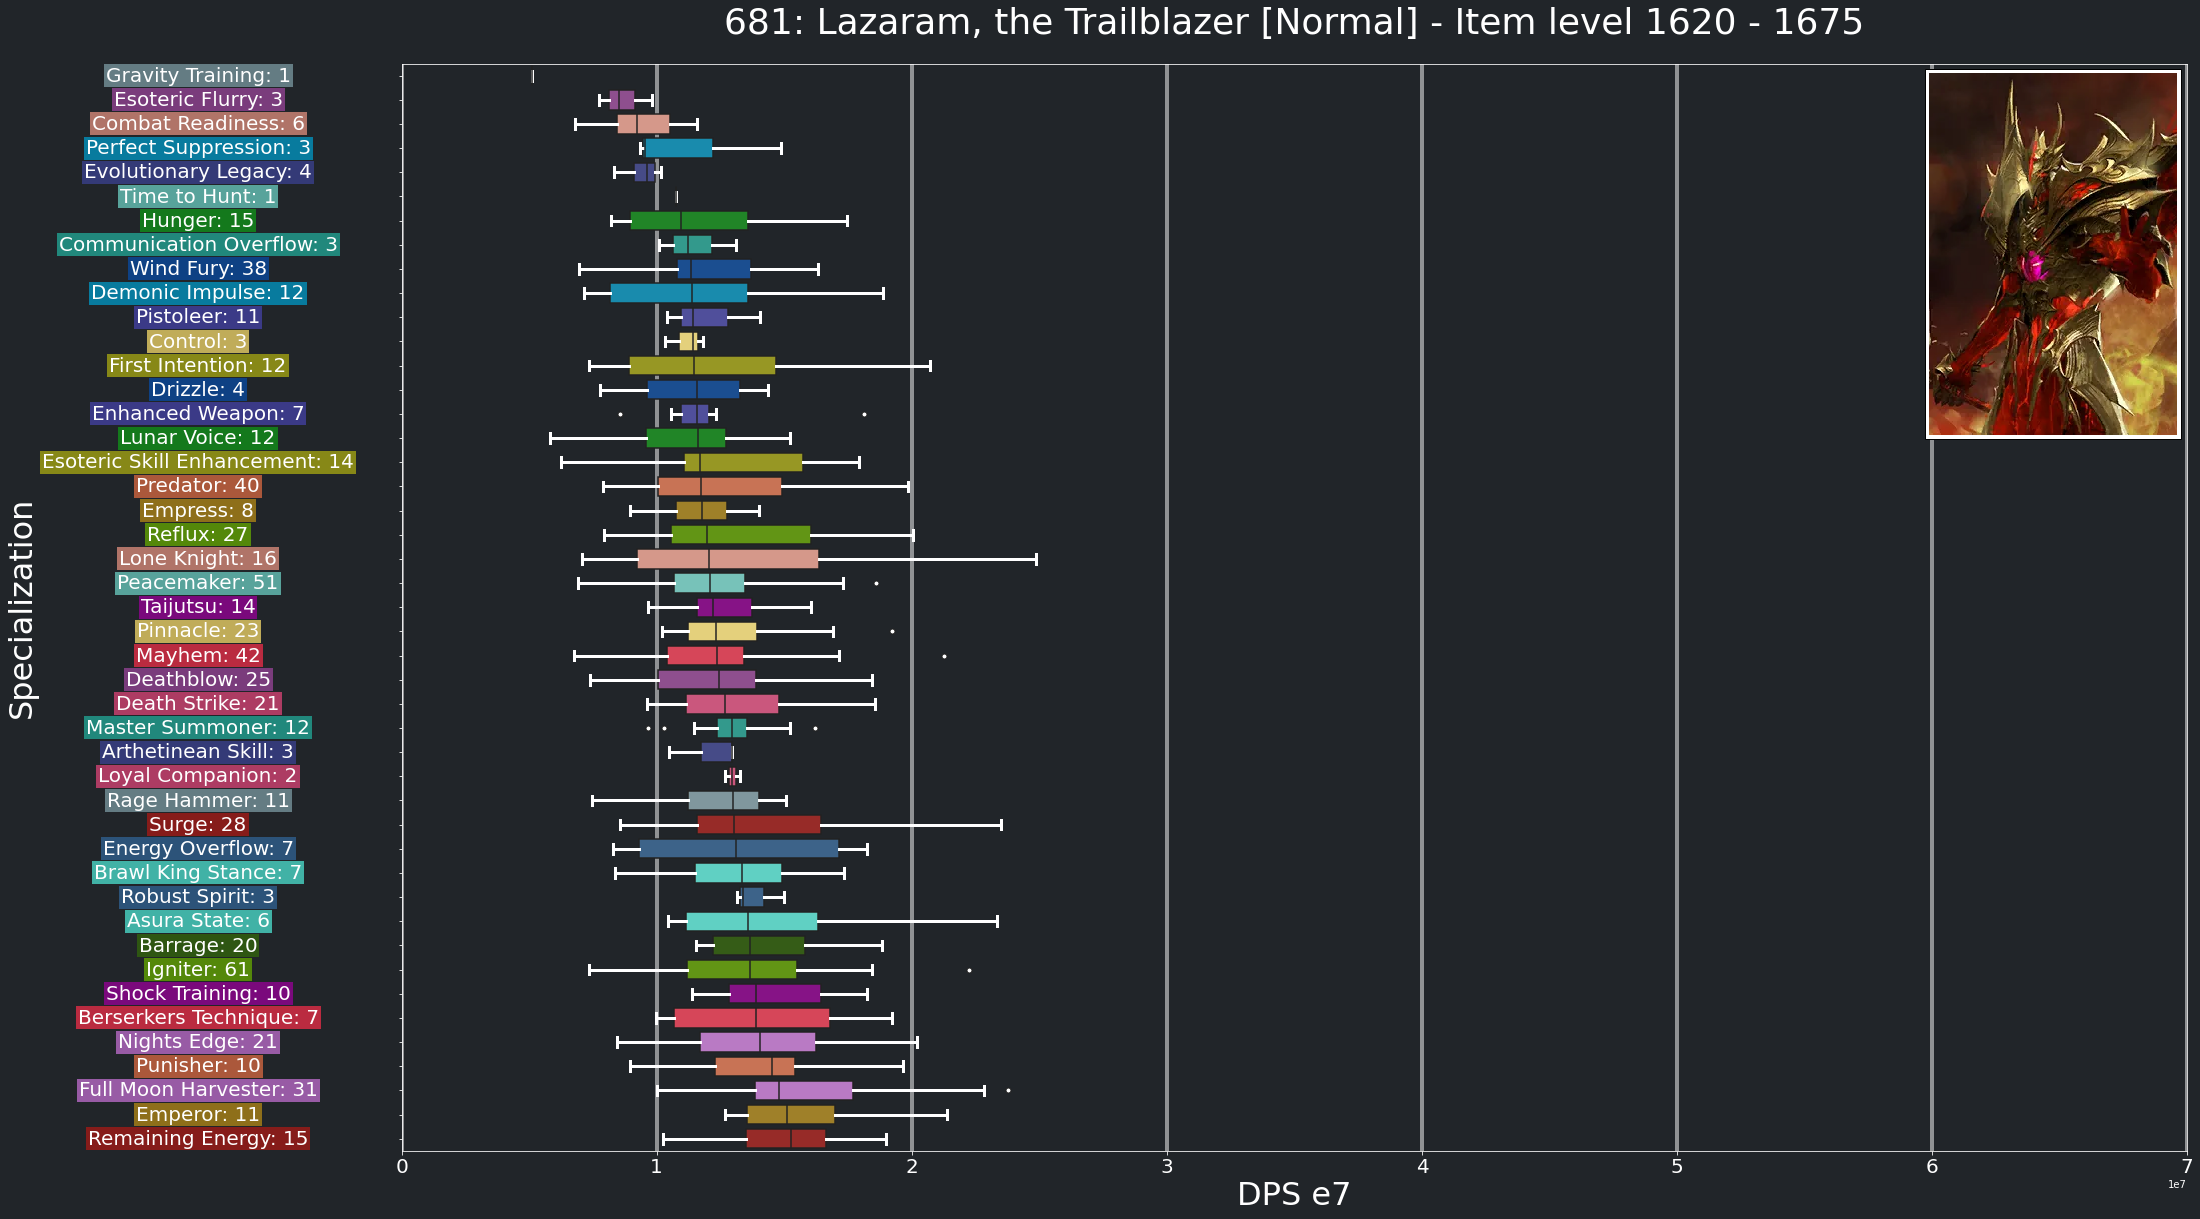 681: Lazaram, the Trailblazer [Normal] - Item level 1620 - 1675
Gravity Training: 1
Esoteric Flurry: 3
Combat Readiness: 6
Perfect Suppression: 3
Evolutionary Legacy: 4
Time to Hunt: 1
Hunger: 15
Communication Overflow: 3
Wind Fury: 38
Demonic Impulse: 12
Pistoleer: 11
Control: 3
First Intention: 12
Drizzle: 4
Enhanced Weapon: 7
Lunar Voice: 12
Esoteric Skill Enhancement: 14
Predator: 40
Empress: 8
Reflux: 27
Lone Knight: 16
Peacemaker: 51
Taijutsu: 14
Pinnacle: 23
Mayhem: 42
Deathblow: 25
Death Strike: 21
Master Summoner: 12
Arthetinean Skill: 3
Loyal Companion: 2
Rage Hammer: 11
Surge: 28
Energy Overflow: 7
Brawl King Stance: 7
Robust Spirit: 3
Asura State: 6
Barrage: 20
Igniter: 61
Shock Training: 10
Berserkers Technique: 7
Nights Edge: 21
Punisher: 10
Full Moon Harvester: 31
Emperor: 11
Remaining Energy: 15
Specialization
0 1 2 3 4 5 6 7
DPS e7
1e7